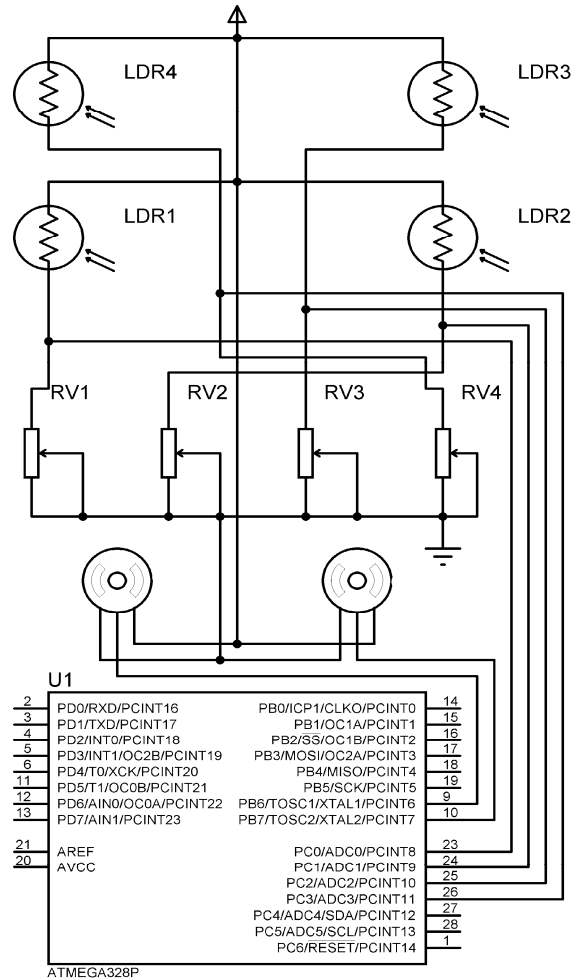 LDR4 LDR3
LDR1 LDR2
RV1 RV2 RV3 RV4
U1
2 PD0/RXD/PCINT16 PB0/ICP1/CLKO/PCINT0 14
3 PD1/TXD/PCINT17 PB1/OC1A/PCINT1 15
4 PD2/INT0/PCINT18 PB2/SS/OC1B/PCINT2 16
5 PD3/INT1/OC2B/PCINT19 PB3/MOSI/OC2A/PCINT3 17
6 PD4/T0/XCK/PCINT20 PB4/MISO/PCINT4 18
11 PD5/T1/OC0B/PCINT21 PB5/SCK/PCINT5 19
12 PD6/AIN0/OC0A/PCINT22 PB6/TOSC1/XTAL1/PCINT6 9
13 PD7/AIN1/PCINT23 PB7/TOSC2/XTAL2/PCINT7 10
21 AREF PC0/ADC0/PCINT8 23
20 AVCC PC1/ADC1/PCINT9 24
PC2/ADC2/PCINT10 25
PC3/ADC3/PCINT11 26
PC4/ADC4/SDA/PCINT12 27
PC5/ADC5/SCL/PCINT13 28
PC6/RESET/PCINT14 1
ATMEGA328P